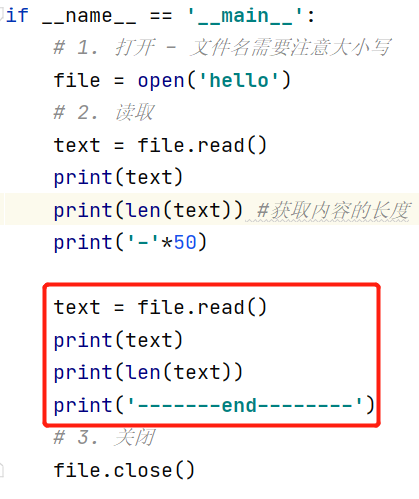 if __name__ == '__main__':
# 1. 打开 - 文件名需要注意大小写
file = open('hello')
# 2. 读取
text = file.read()
print(text)
print(len(text)) #获取内容的长度
print('-'*50)
text = file.read()
print(text)
print(len(text))
print('-------end--------')
# 3. 关闭
file.close()